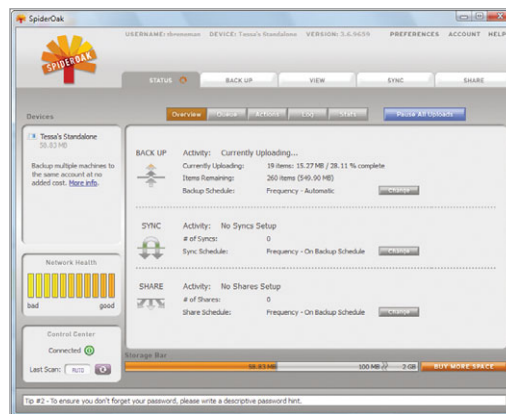 SpiderOak
USERNAME: threnomao DEVICE: Tessa's Standalone VERSION: 3.6.9659 PREFERENCES ACCOUNT HELP
SPIDEROAK
STATUS BACK UP VIEW SYNC SHARE
Devices
Overview Queue Actions Log Stats Pause All Uploads
Tessa's Standalone
58.83 MB
Backup multiple machines to
the same account at no
added cost. More info.
BACK UP Activity: Currently Uploading...
Currently Uploading: 19 items: 15.27 MB / 28.11 % complete
Items Remaining: 260 items (549.90 MB)
Backup Schedule: Frequency - Automatic Change
SYNC Activity: No Syncs Setup
# of Syncs: 0
Sync Schedule: Frequency - On Backup Schedule Change
SHARE Activity: No Shares Setup
# of Shares: 0
Share Schedule: Frequency - On Backup Schedule Change
Network Health
bad good
Control Center
Connected
Last Scan: AUTO
Storage Bar
58.83 MB 100 MB 2 GB BUY MORE SPACE
Tip #2 - To ensure you don't forget your password, please write a descriptive password hint.